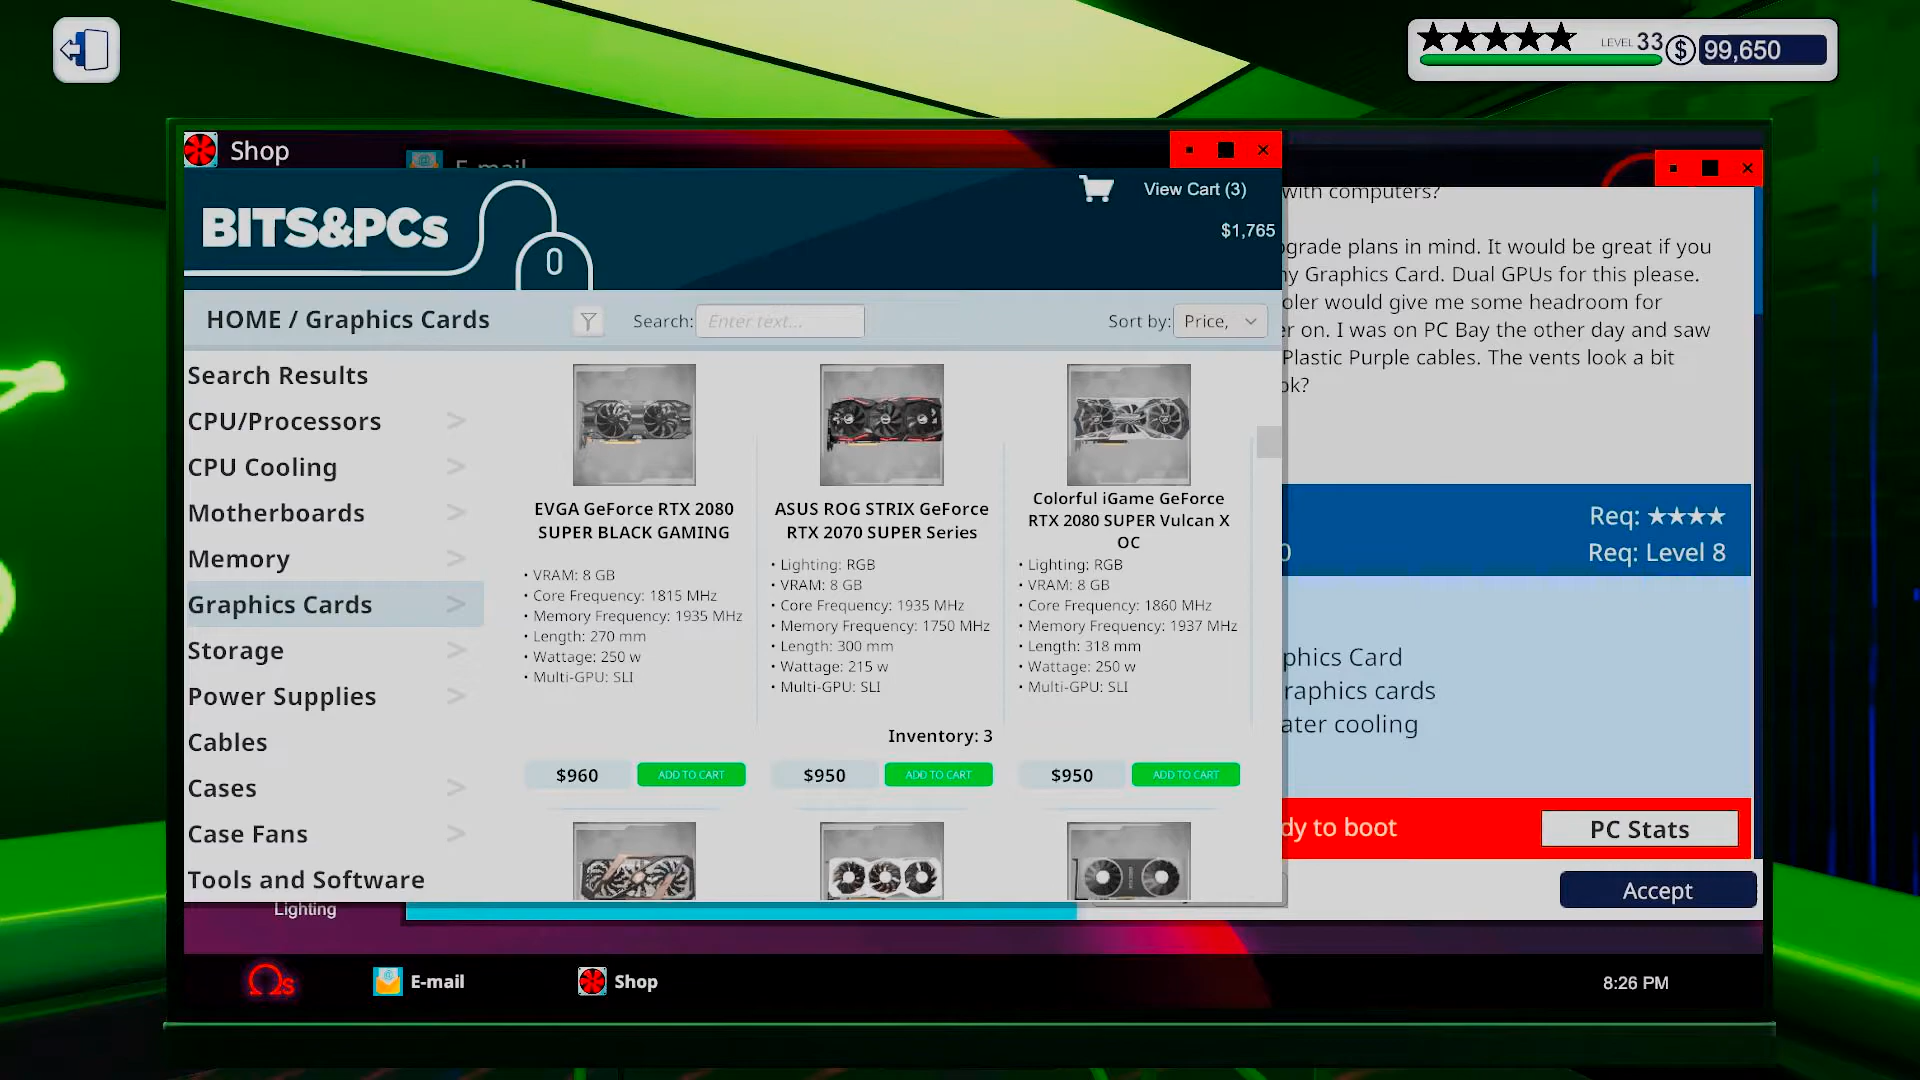 LEVEL 33
$ 99,650
Shop
E-mail
View Cart (3)
$1,765
BITS&PCs
HOME / Graphics Cards
Search:
Enter text...
Sort by:
Price,
Search Results
CPU/Processors >
CPU Cooling >
Motherboards >
Memory >
Graphics Cards >
Storage >
Power Supplies >
Cables
Cases >
Case Fans >
Tools and Software
Lighting
EVGA GeForce RTX 2080
SUPER BLACK GAMING
• VRAM: 8 GB
• Core Frequency: 1815 MHz
• Memory Frequency: 1935 MHz
• Length: 270 mm
• Wattage: 250 w
• Multi-GPU: SLI
$960
ADD TO CART
ASUS ROG STRIX GeForce
RTX 2070 SUPER Series
• Lighting: RGB
• VRAM: 8 GB
• Core Frequency: 1935 MHz
• Memory Frequency: 1750 MHz
• Length: 300 mm
• Wattage: 215 w
• Multi-GPU: SLI
Inventory: 3
$950
ADD TO CART
Colorful iGame GeForce
RTX 2080 SUPER Vulcan X
OC
• Lighting: RGB
• VRAM: 8 GB
• Core Frequency: 1860 MHz
• Memory Frequency: 1937 MHz
• Length: 318 mm
• Wattage: 250 w
• Multi-GPU: SLI
$950
ADD TO CART
with computers?
pgrade plans in mind. It would be great if you
ny Graphics Card. Dual GPUs for this please.
oler would give me some headroom for
er on. I was on PC Bay the other day and saw
Plastic Purple cables. The vents look a bit
ok?
Req: ★★★★
0
Req: Level 8
phics Card
raphics cards
ater cooling
dy to boot
PC Stats
Accept
Ωs
E-mail
Shop
8:26 PM